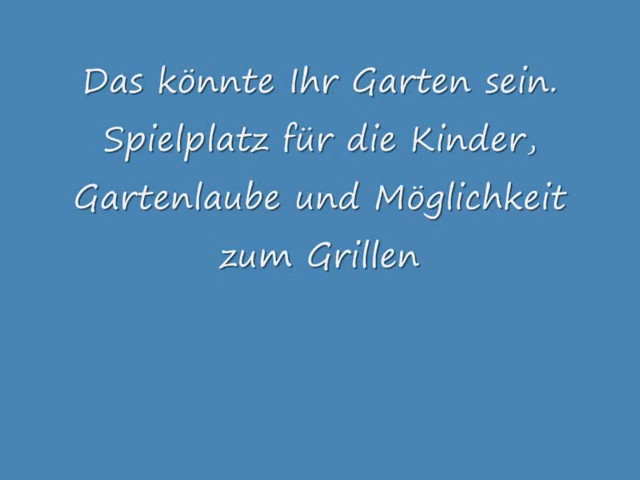 Das könnte Ihr Garten sein.
Spielplatz für die Kinder,
Gartenlaube und Möglichkeit
zum Grillen